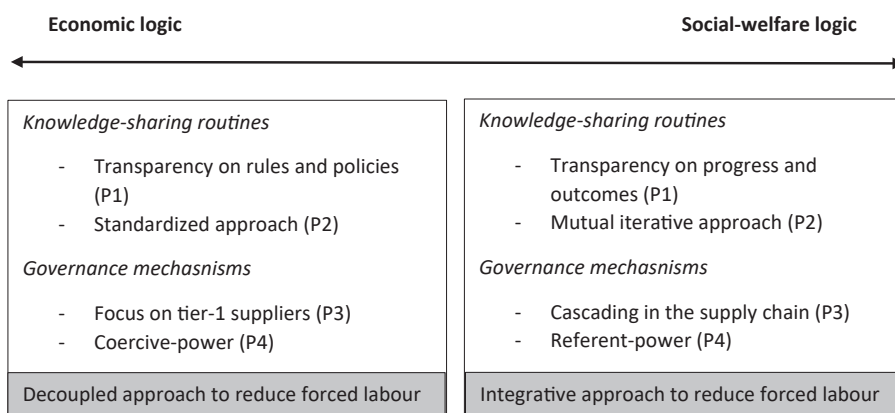 Economic logic
Social-welfare logic
Knowledge-sharing routines
- Transparency on rules and policies
(P1)
- Standardized approach (P2)
Governance mechasnisms
- Focus on tier-1 suppliers (P3)
- Coercive-power (P4)
Decoupled approach to reduce forced labour
Knowledge-sharing routines
- Transparency on progress and
outcomes (P1)
- Mutual iterative approach (P2)
Governance mechasnisms
- Cascading in the supply chain (P3)
- Referent-power (P4)
Integrative approach to reduce forced labour